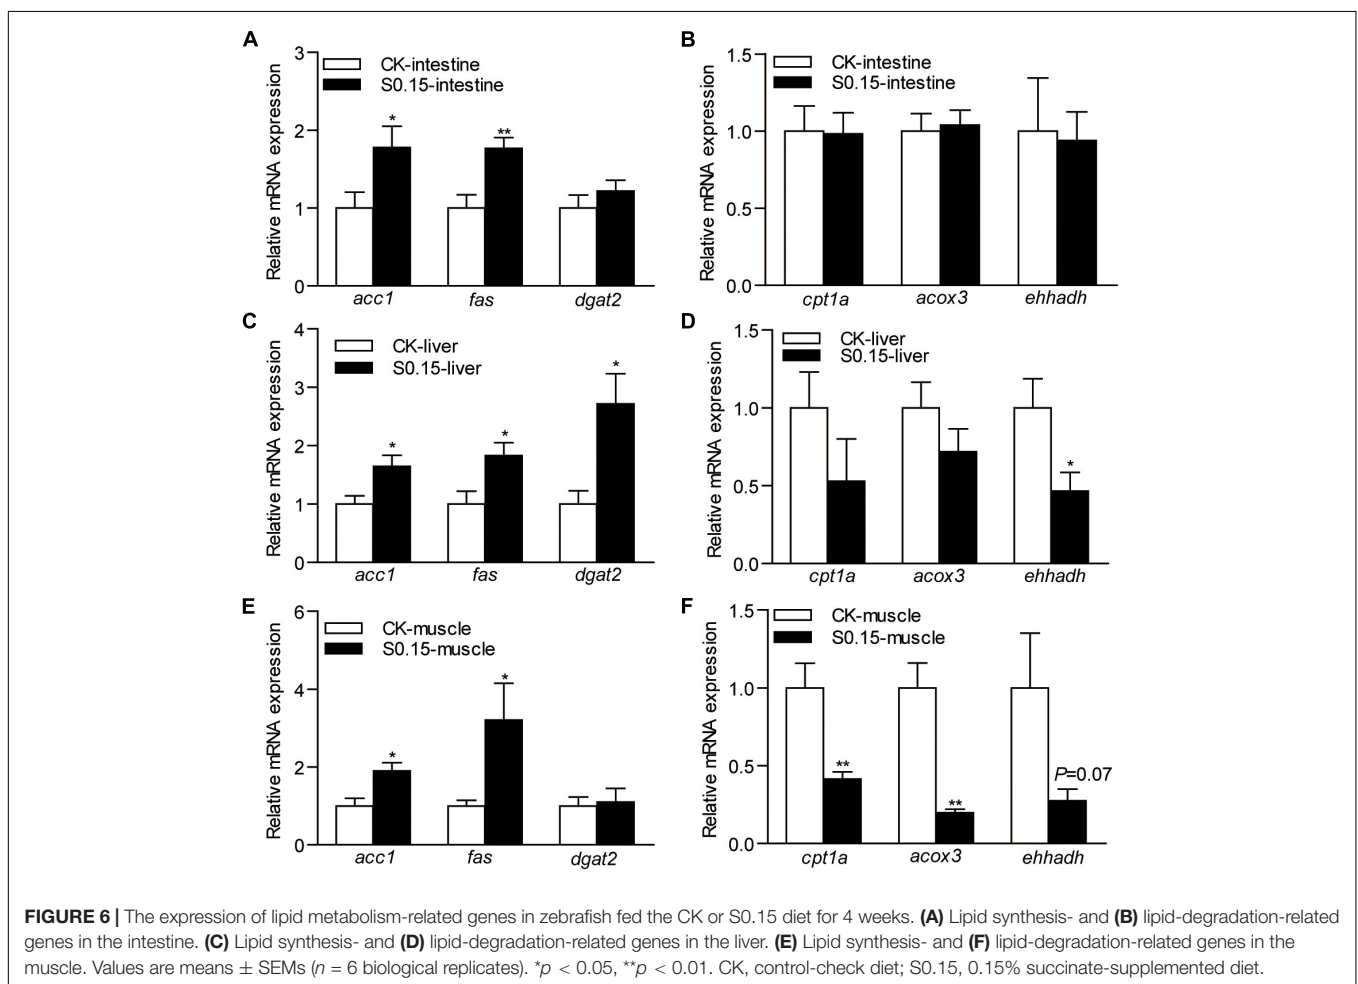 A
3
2
1
0
Relative mRNA expression
CK-intestine
S0.15-intestine
*
**
acc1
fas
dgat2
B
1.5
1.0
0.5
0.0
Relative mRNA expression
CK-intestine
S0.15-intestine
cpt1a
acox3
ehhadh
C
4
3
2
1
0
Relative mRNA expression
CK-liver
S0.15-liver
*
*
*
acc1
fas
dgat2
D
1.5
1.0
0.5
0.0
Relative mRNA expression
CK-liver
S0.15-liver
*
cpt1a
acox3
ehhadh
E
6
4
2
0
Relative mRNA expression
CK-muscle
S0.15-muscle
*
*
acc1
fas
dgat2
F
1.5
1.0
0.5
0.0
Relative mRNA expression
CK-muscle
S0.15-muscle
**
**
P=0.07
cpt1a
acox3
ehhadh
FIGURE 6 | The expression of lipid metabolism-related genes in zebrafish fed the CK or S0.15 diet for 4 weeks. (A) Lipid synthesis- and (B) lipid-degradation-related
genes in the intestine. (C) Lipid synthesis- and (D) lipid-degradation-related genes in the liver. (E) Lipid synthesis- and (F) lipid-degradation-related genes in the
muscle. Values are means ± SEMs (n = 6 biological replicates). *p < 0.05, **p < 0.01. CK, control-check diet; S0.15, 0.15% succinate-supplemented diet.